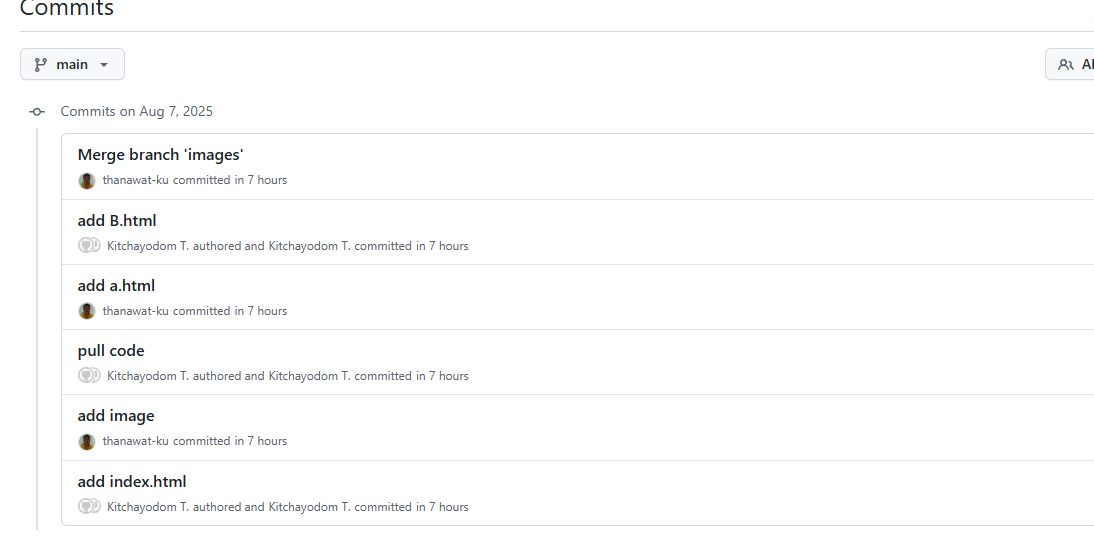 Commits
main
Commits on Aug 7, 2025
Merge branch 'images'
thanawat-ku committed in 7 hours
add B.html
Kitchayodom T. authored and Kitchayodom T. committed in 7 hours
add a.html
thanawat-ku committed in 7 hours
pull code
Kitchayodom T. authored and Kitchayodom T. committed in 7 hours
add image
thanawat-ku committed in 7 hours
add index.html
Kitchayodom T. authored and Kitchayodom T. committed in 7 hours